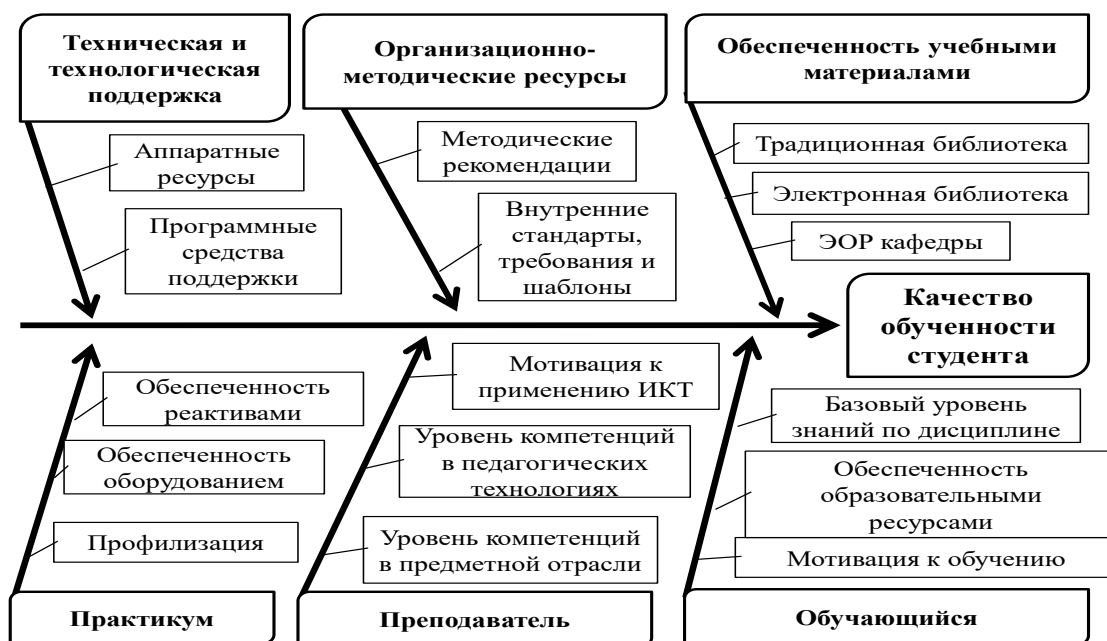 Техническая и
технологическая
поддержка
Организационно-
методические ресурсы
Обеспеченность учебными
материалами
Аппаратные
ресурсы
Программные
средства
поддержки
Методические
рекомендации
Внутренние
стандарты,
требования и
шаблоны
Традиционная библиотека
Электронная библиотека
ЭОР кафедры
Качество
обученности
студента
Обеспеченность
реактивами
Обеспеченность
оборудованием
Профилизация
Мотивация к
применению ИКТ
Уровень компетенций
в педагогических
технологиях
Уровень компетенций
в предметной отрасли
Базовый уровень
знаний по дисциплине
Обеспеченность
образовательными
ресурсами
Мотивация к обучению
Практикум
Преподаватель
Обучающийся